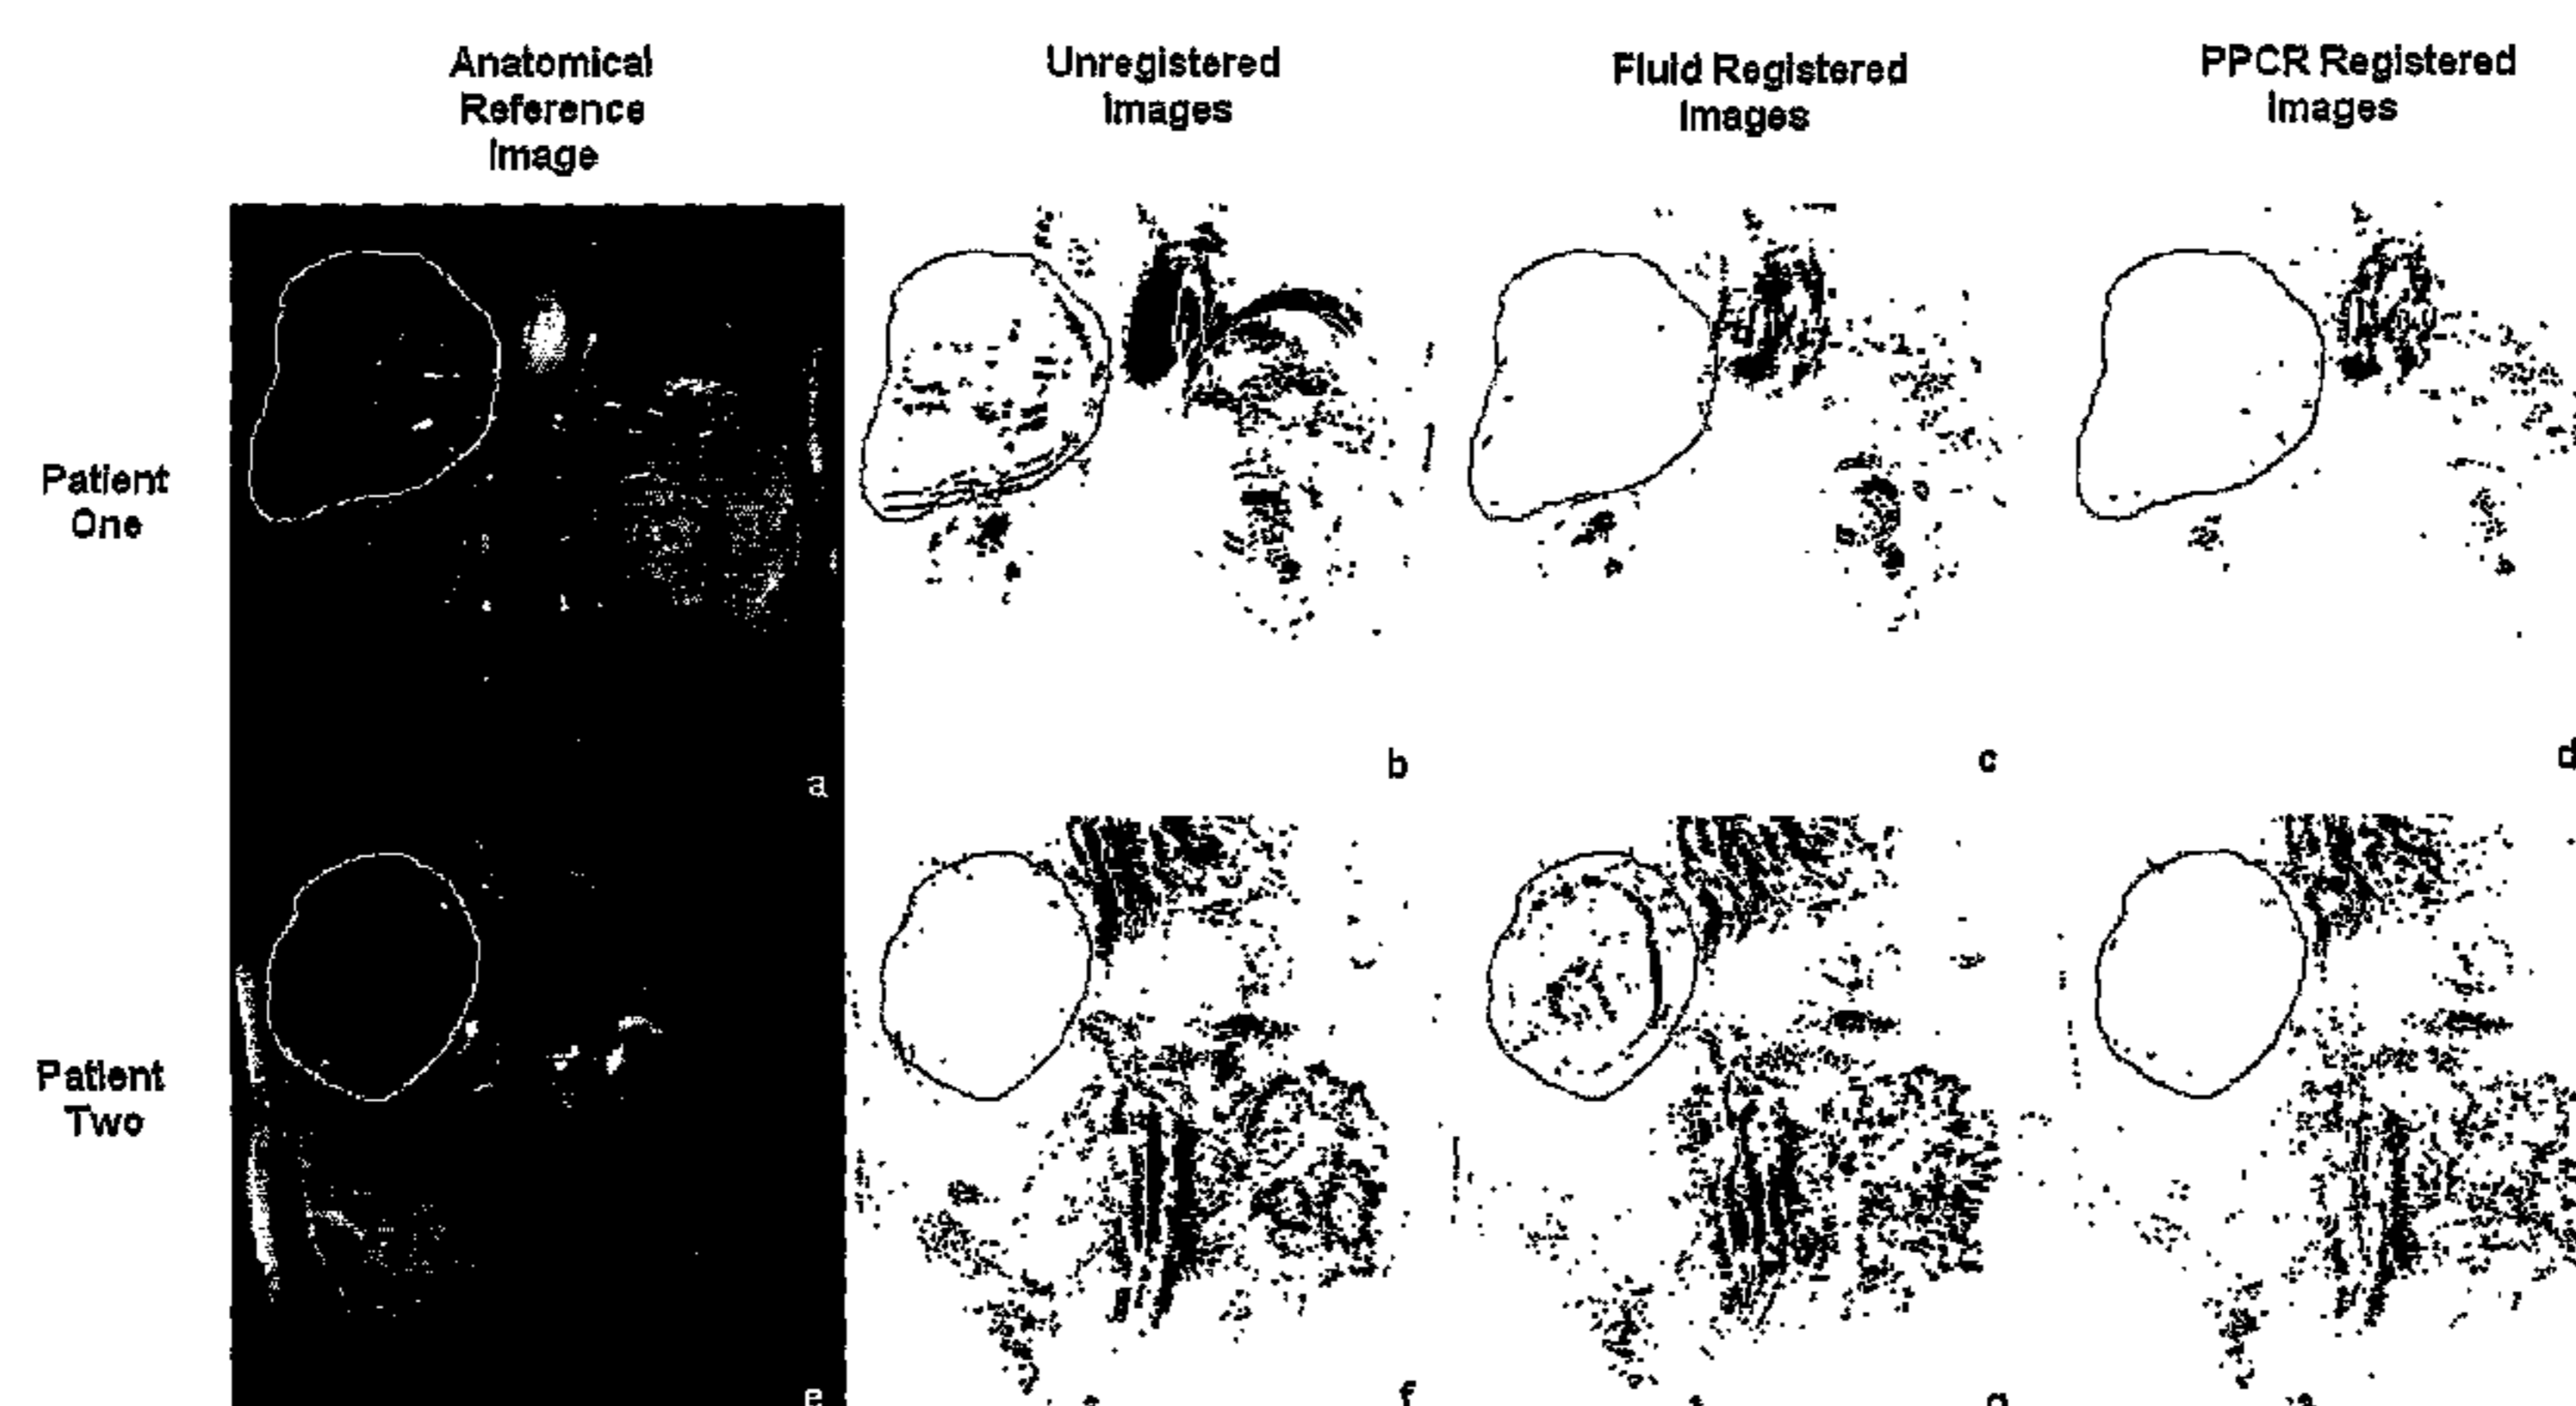 Anatomical
Reference
Image
Unregistered
Images
Fluid Registered
Images
PPCR Registered
Images
Patient
One
a
b
c
d
Patient
Two
e
f
g